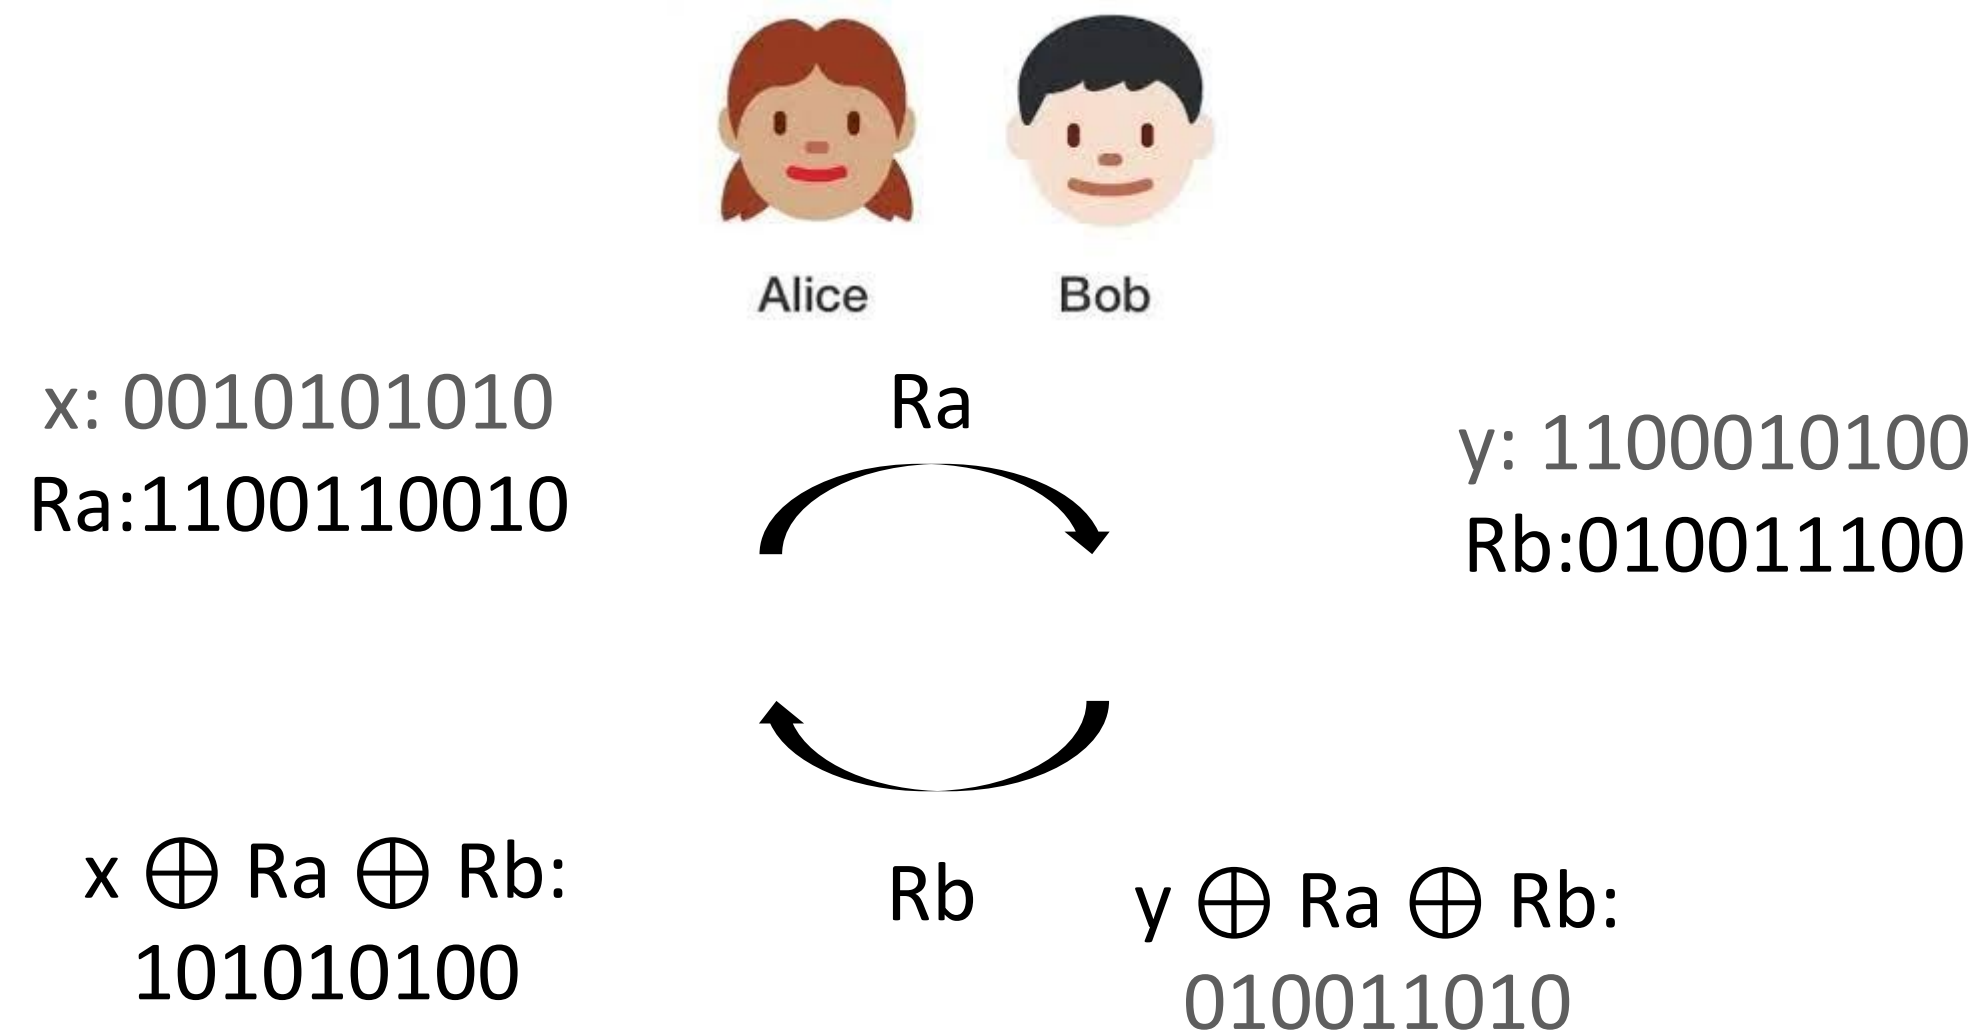 Alice
Bob
x: 0010101010
Ra:1100110010
Ra
y: 1100010100
Rb:010011100
x ⊕ Ra ⊕ Rb:
101010100
Rb
y ⊕ Ra ⊕ Rb:
010011010